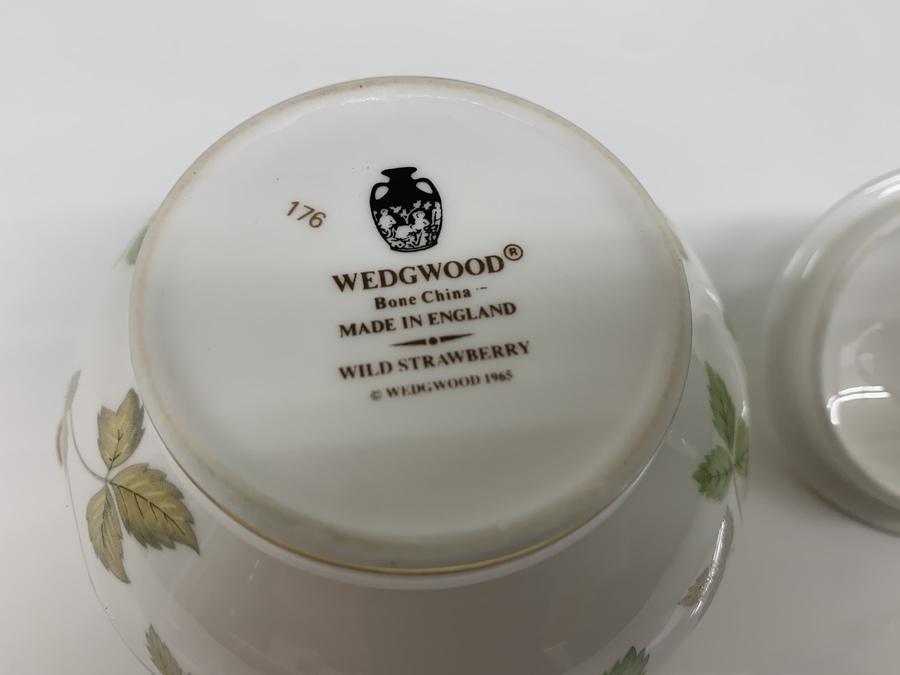 176
WEDGWOOD®
Bone China
MADE IN ENGLAND
WILD STRAWBERRY
© WEDGWOOD 1965